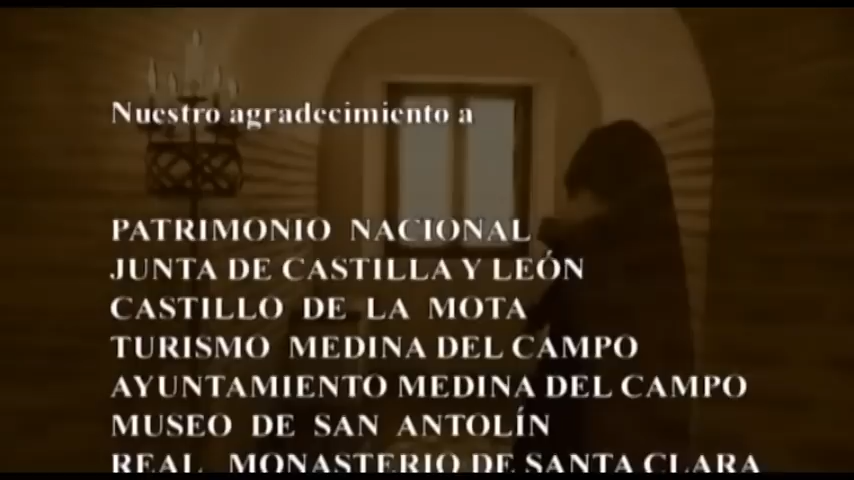 Nuestro agradecimiento a
PATRIMONIO NACIONAL
JUNTA DE CASTILLA Y LEÓN
CASTILLO DE LA MOTA
TURISMO MEDINA DEL CAMPO
AYUNTAMIENTO MEDINA DEL CAMPO
MUSEO DE SAN ANTOLÍN
REAL MONASTERIO DE SANTA CLARA